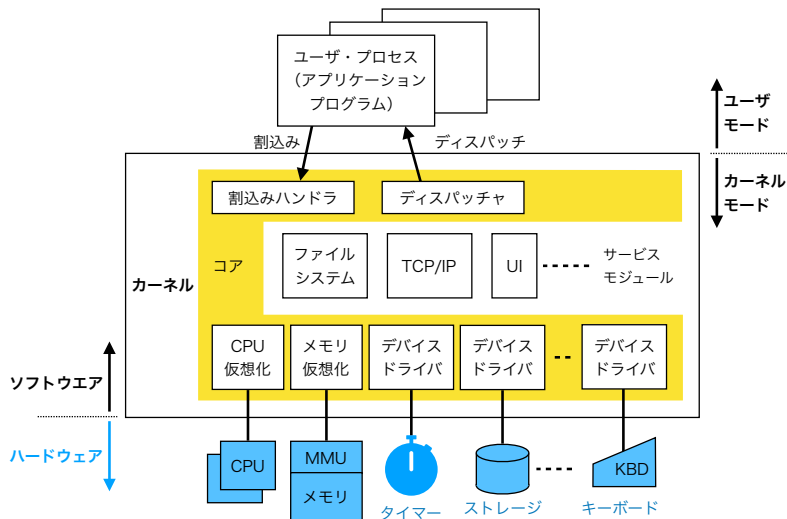 ユーザ・プロセス
（アプリケーション
プログラム）
ユーザ
モード
割込み
ディスパッチ
カーネル
モード
割込みハンドラ
ディスパッチャ
コア
ファイル
システム
TCP/IP
UI
サービス
モジュール
カーネル
CPU
仮想化
メモリ
仮想化
デバイス
ドライバ
デバイス
ドライバ
デバイス
ドライバ
ソフトウエア
ハードウェア
CPU
MMU
メモリ
タイマー
ストレージ
KBD
キーボード